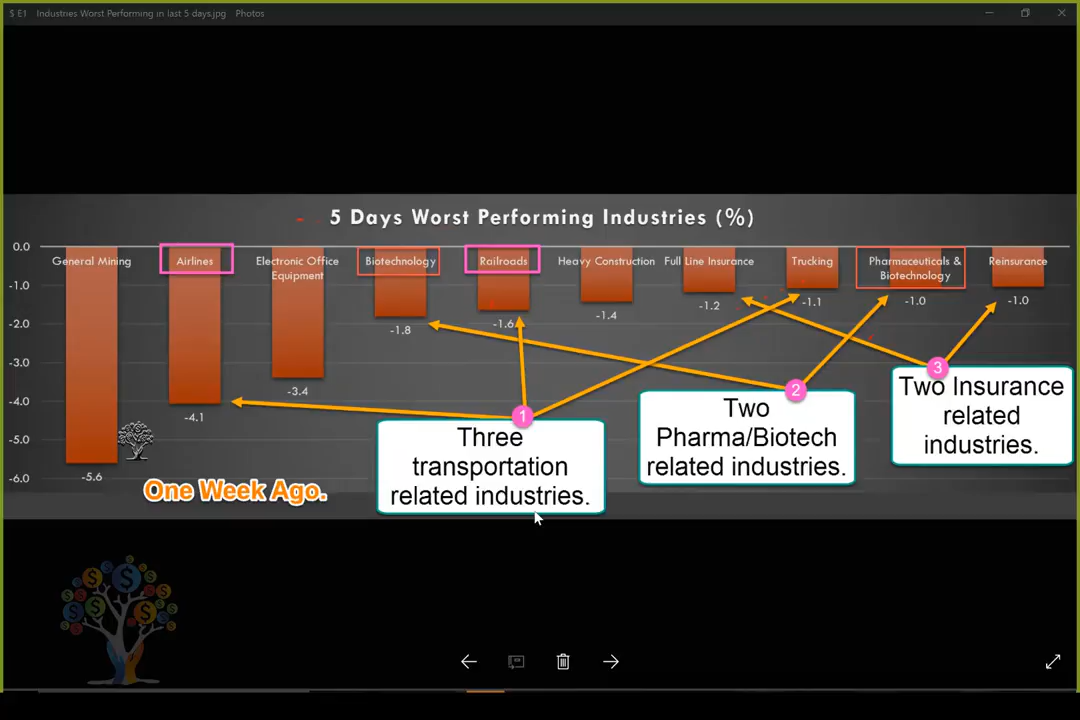 $ E1 Industries Worst Performing in last 5 days.jpg Photos
5 Days Worst Performing Industries (%)
0.0
-1.0
-2.0
-3.0
-4.0
-5.0
-6.0
General Mining
Airlines
Electronic Office
Equipment
Biotechnology
Railroads
Heavy Construction
Full Line Insurance
Trucking
Pharmaceuticals &
Biotechnology
Reinsurance
-5.6
-4.1
-3.4
-1.8
-1.6
-1.4
-1.2
-1.1
-1.0
-1.0
One Week Ago.
1
Three
transportation
related industries.
2
Two
Pharma/Biotech
related industries.
3
Two Insurance
related
industries.
$
$
$
$
$